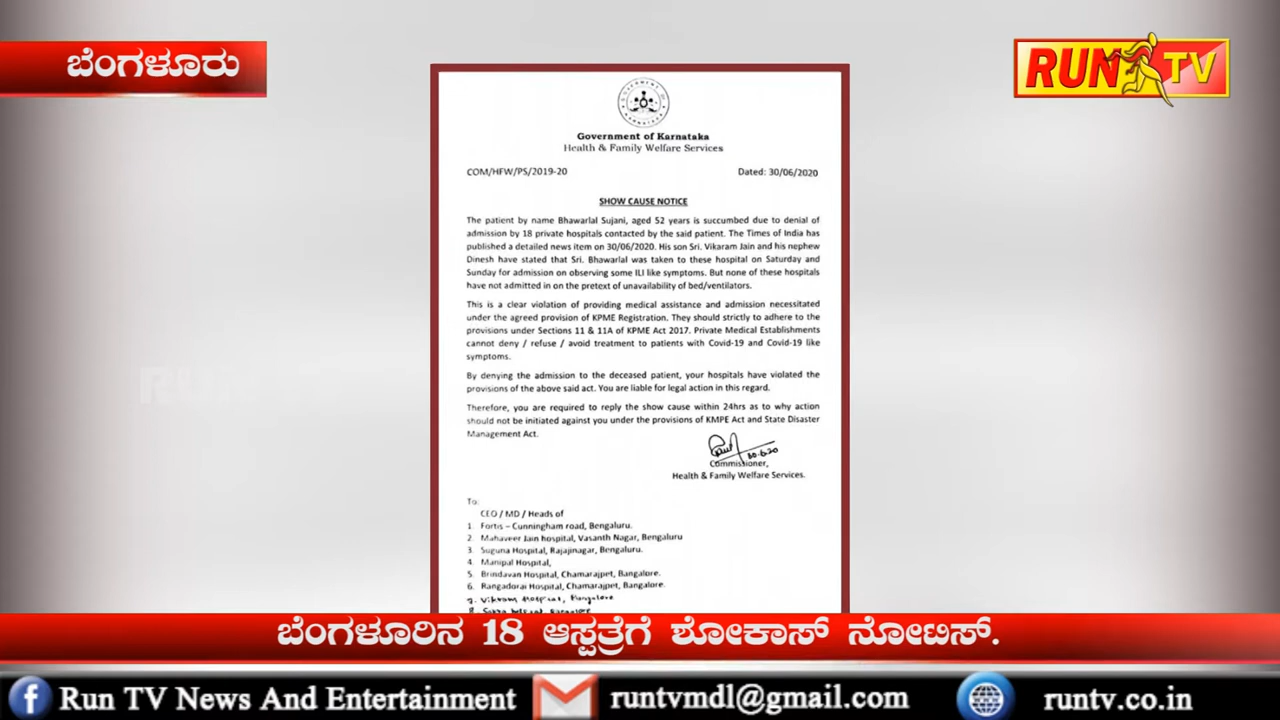 ಬೆಂಗಳೂರು
RUN TV
Government of Karnataka
Health & Family Welfare Services
COM/HFW/PS/2019-20 Dated: 30/06/2020
SHOW CAUSE NOTICE
The patient by name Bhawarlal Sujani, aged 52 years is succumbed due to denial of
admission by 18 private hospitals contacted by the said patient. The Times of India has
published a detailed news item on 30/06/2020. His son Sri. Vikaram Jain and his nephew
Dinesh have stated that Sri. Bhawarlal was taken to these hospital on Saturday and
Sunday for admission on observing some ILI like symptoms. But none of these hospitals
have not admitted in on the pretext of unavailability of bed/ventilators.
This is a clear violation of providing medical assistance and admission necessitated
under the agreed provision of KPME Registration. They should strictly to adhere to the
provisions under Sections 11 & 11A of KPME Act 2017. Private Medical Establishments
cannot deny / refuse / avoid treatment to patients with Covid-19 and Covid-19 like
symptoms.
By denying the admission to the deceased patient, your hospitals have violated the
provisions of the above said act. You are liable for legal action in this regard.
Therefore, you are required to reply the show cause within 24hrs as to why action
should not be initiated against you under the provisions of KMPE Act and State Disaster
Management Act.
30.6.20
Commissioner,
Health & Family Welfare Services.
To:
CEO / MD / Heads of
1. Fortis – Cunningham road, Bengaluru.
2. Mahaveer Jain hospital, Vasanth Nagar, Bengaluru
3. Suguna Hospital, Rajajinagar, Bengaluru.
4. Manipal Hospital,
5. Brindavan Hospital, Chamarajpet, Bangalore.
6. Rangadorai Hospital, Chamarajpet, Bangalore.
7. Vikram Hospital, Bangalore
ಬೆಂಗಳೂರಿನ 18 ಆಸ್ಪತ್ರೆಗೆ ಶೋಕಾಸ್ ನೋಟಿಸ್.
Run TV News And Entertainment runtvmdl@gmail.com runtv.co.in